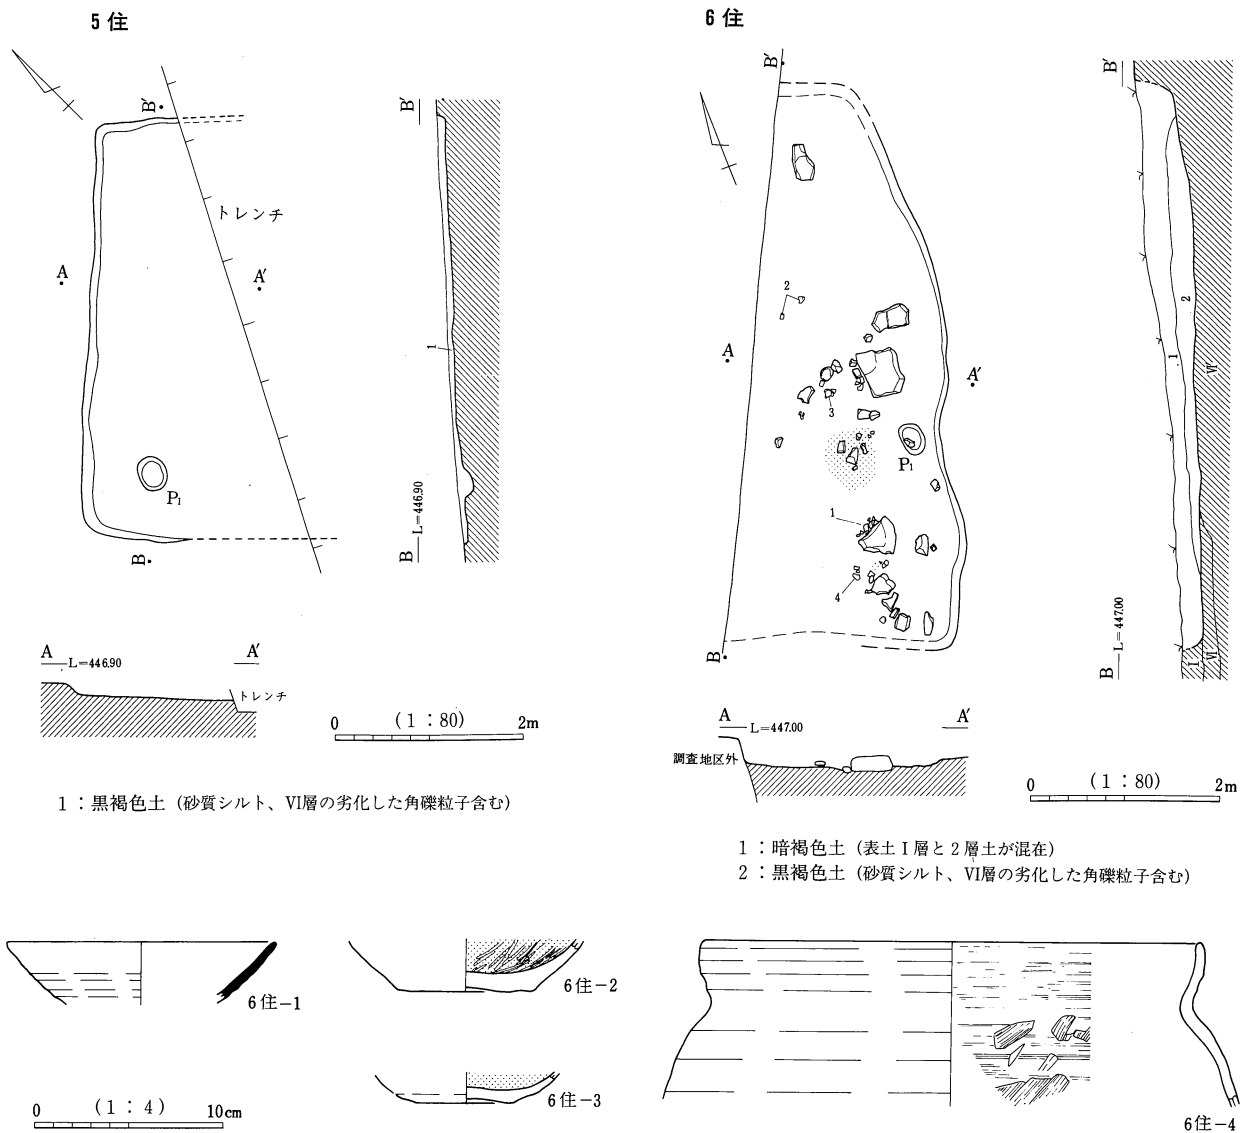 5住
B′
トレンチ
A
A′
P₁
B
B′
1
B
L=446.90
A
L=446.90
A′
トレンチ
0 (1:80) 2m
1:黒褐色土(砂質シルト、VI層の劣化した角礫粒子含む)
6住
B′
2
A
A′
3
P₁
1
4
B
B′
2
1
VI′
B
L=447.00
I
VI
A
L=447.00
A′
調査地区外
0 (1:80) 2m
1:暗褐色土(表土I層と2層土が混在)
2:黒褐色土(砂質シルト、VI層の劣化した角礫粒子含む)
6住-1
6住-2
6住-3
6住-4
0 (1:4) 10cm